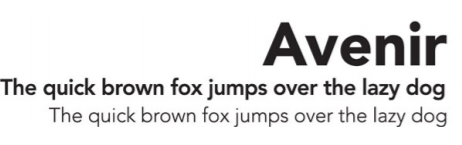 Avenir
The quick brown fox jumps over the lazy dog
The quick brown fox jumps over the lazy dog